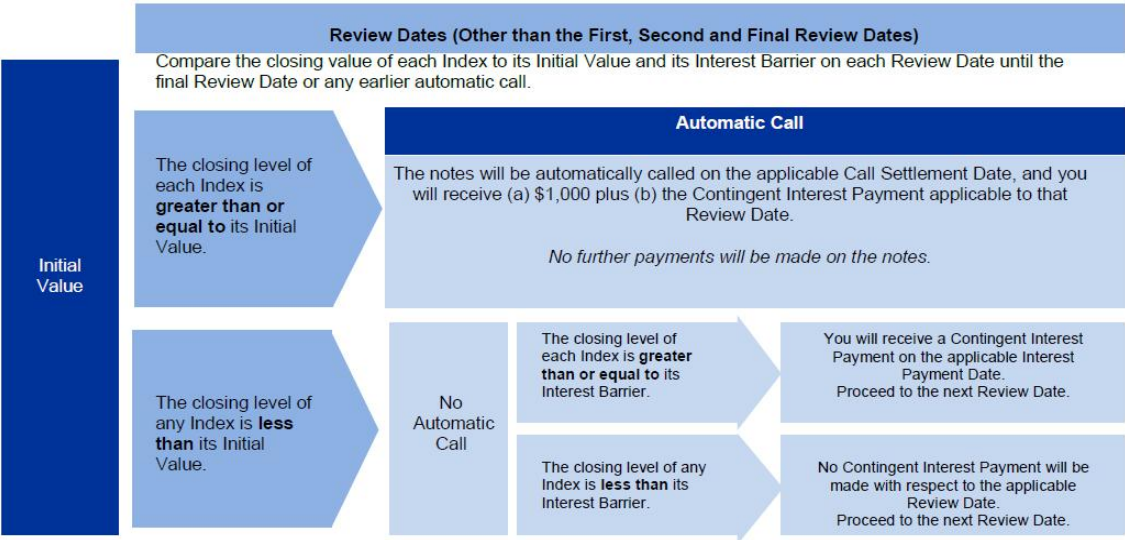 Review Dates (Other than the First, Second and Final Review Dates)
Compare the closing value of each Index to its Initial Value and its Interest Barrier on each Review Date until the
final Review Date or any earlier automatic call.
Initial
Value
The closing level of
each Index is
greater than or
equal to its Initial
Value.
Automatic Call
The notes will be automatically called on the applicable Call Settlement Date, and you
will receive (a) $1,000 plus (b) the Contingent Interest Payment applicable to that
Review Date.
No further payments will be made on the notes.
The closing level of
any Index is less
than its Initial
Value.
No
Automatic
Call
The closing level of
each Index is greater
than or equal to its
Interest Barrier.
You will receive a Contingent Interest
Payment on the applicable Interest
Payment Date.
Proceed to the next Review Date.
The closing level of any
Index is less than its
Interest Barrier.
No Contingent Interest Payment will be
made with respect to the applicable
Review Date.
Proceed to the next Review Date.